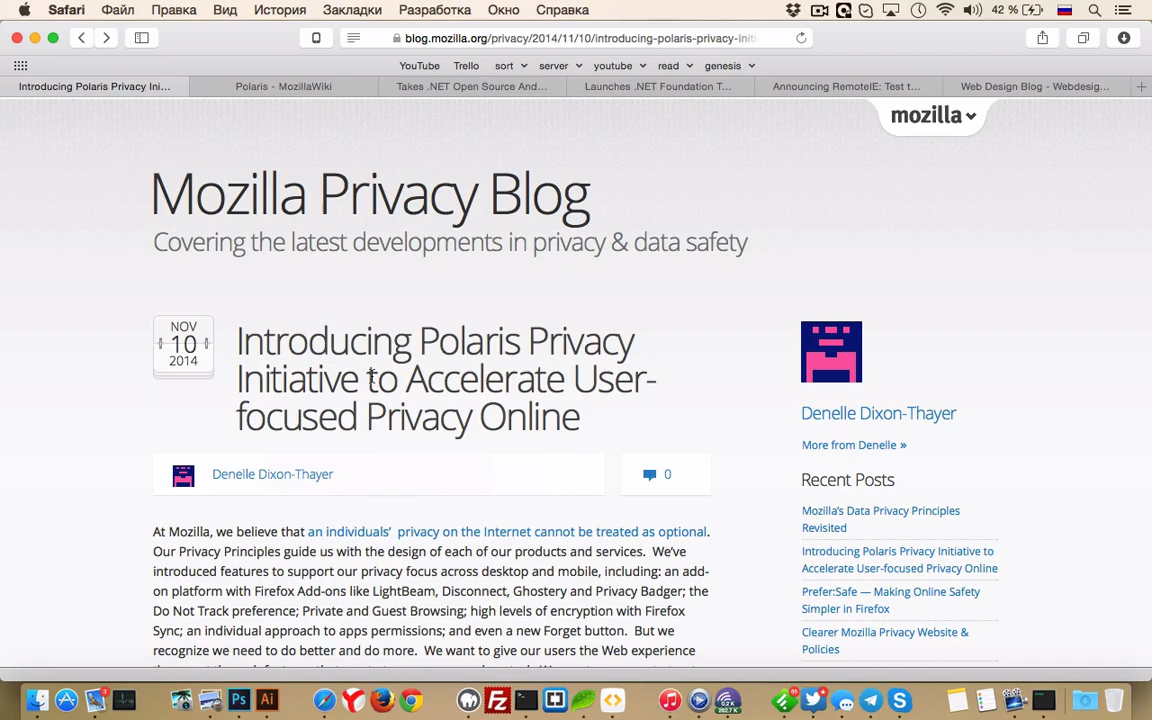 Safari Файл Правка Вид История Закладки Разработка Окно Справка 42 %
blog.mozilla.org/privacy/2014/11/10/introducing-polaris-privacy-init
YouTube Trello sort server youtube read genesis
Introducing Polaris Privacy Ini... Polaris - MozillaWiki Takes .NET Open Source And... Launches .NET Foundation T... Announcing RemoteIE: Test t... Web Design Blog - Webdesig...
mozilla
Mozilla Privacy Blog
Covering the latest developments in privacy & data safety
NOV
10
2014
Introducing Polaris Privacy
Initiative to Accelerate User-
focused Privacy Online
Denelle Dixon-Thayer 0
At Mozilla, we believe that an individuals’ privacy on the Internet cannot be treated as optional.
Our Privacy Principles guide us with the design of each of our products and services. We’ve
introduced features to support our privacy focus across desktop and mobile, including: an add-
on platform with Firefox Add-ons like LightBeam, Disconnect, Ghostery and Privacy Badger; the
Do Not Track preference; Private and Guest Browsing; high levels of encryption with Firefox
Sync; an individual approach to apps permissions; and even a new Forget button. But we
recognize we need to do better and do more. We want to give our users the Web experience
Denelle Dixon-Thayer
More from Denelle »
Recent Posts
Mozilla’s Data Privacy Principles
Revisited
Introducing Polaris Privacy Initiative to
Accelerate User-focused Privacy Online
Prefer:Safe — Making Online Safety
Simpler in Firefox
Clearer Mozilla Privacy Website &
Policies
Ps Ai Fz